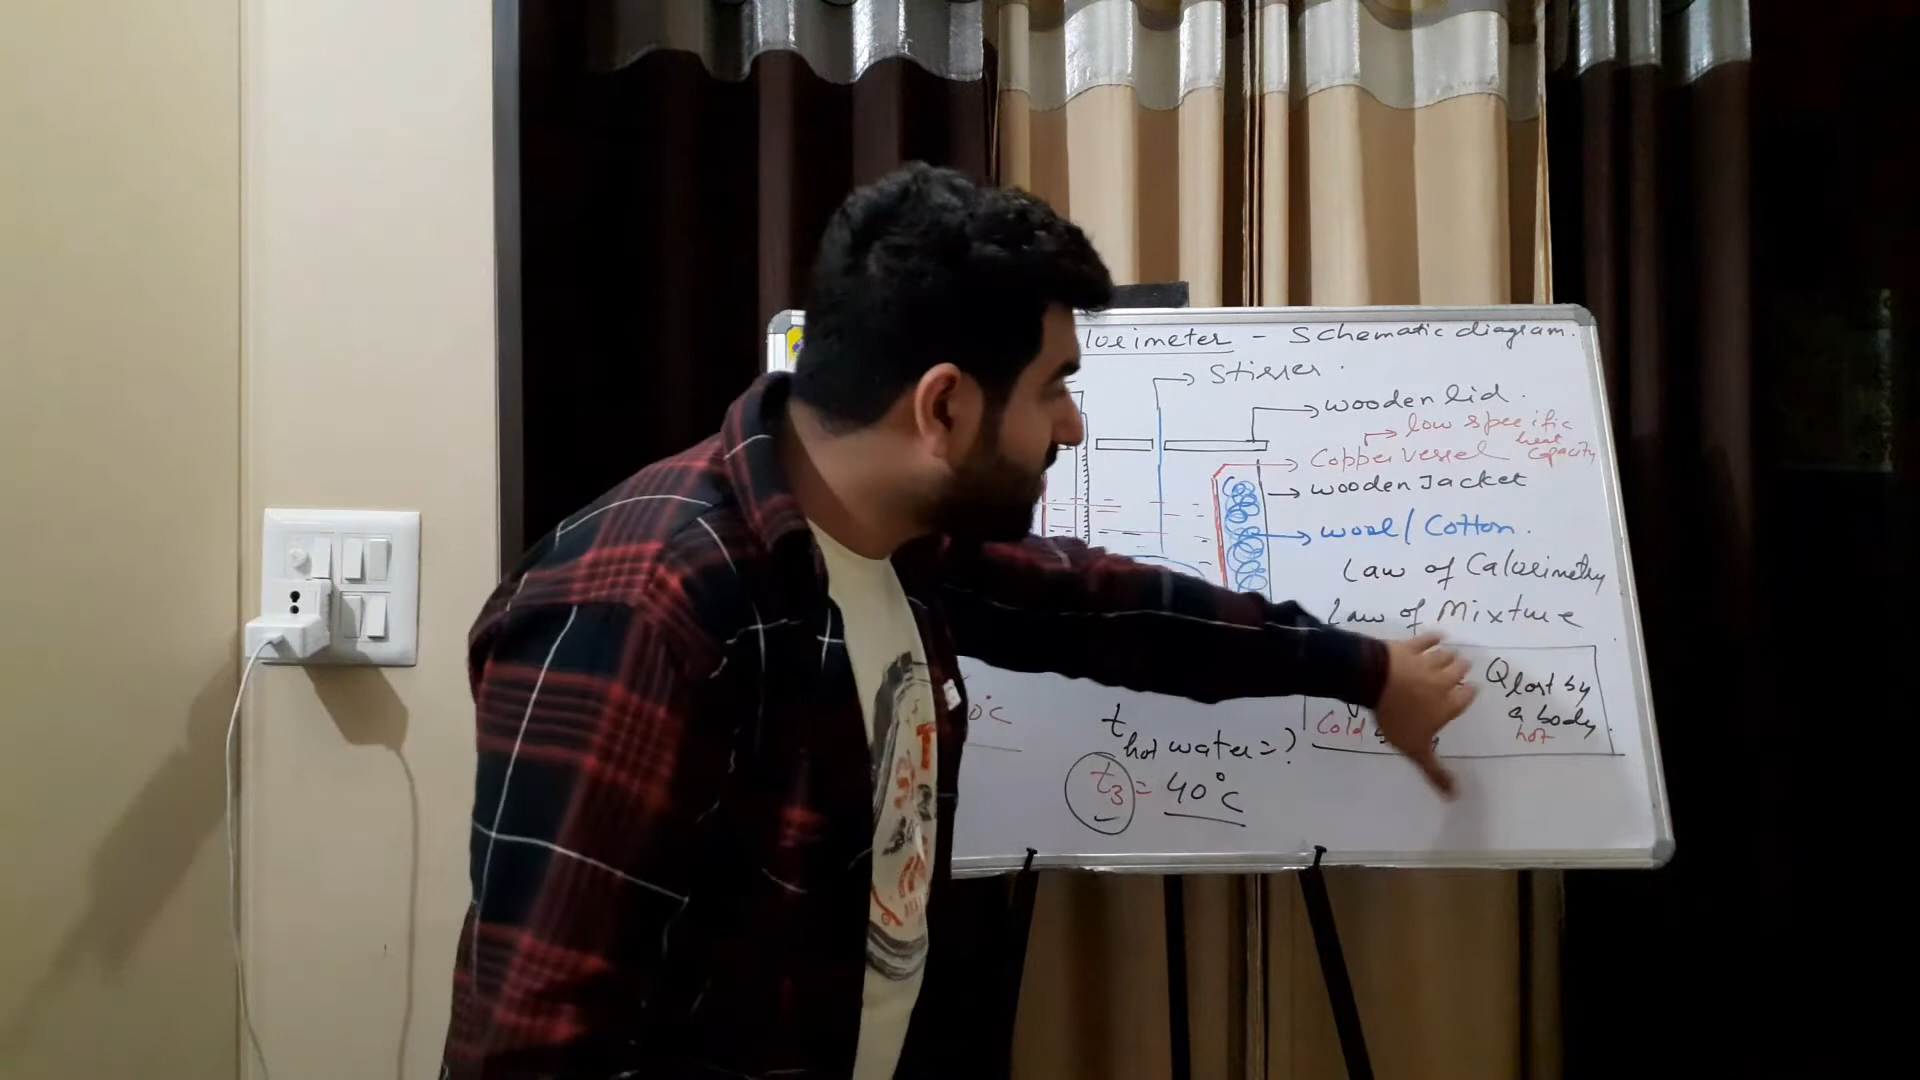 lorimeter - Schematic diagram.
Stirrer.
wooden lid.
low specific
heat
capacity
Copper vessel
wooden Jacket
wool / Cotton.
Law of Calorimetry
Law of Mixture
Q lost by
a body
hot
Cold
0°C
t hot water = ?
t3 = 40°C